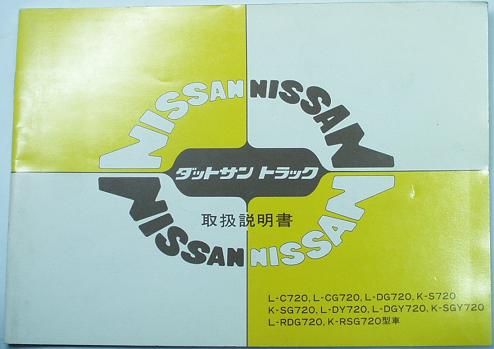 NISSAN NISSAN
ダットサン トラック
取扱説明書
NISSAN NISSAN
L-C720, L-CG720, L-DG720, K-S720
K-SG720, L-DY720, L-DGY720, K-SGY720
L-RDG720, K-RSG720型車